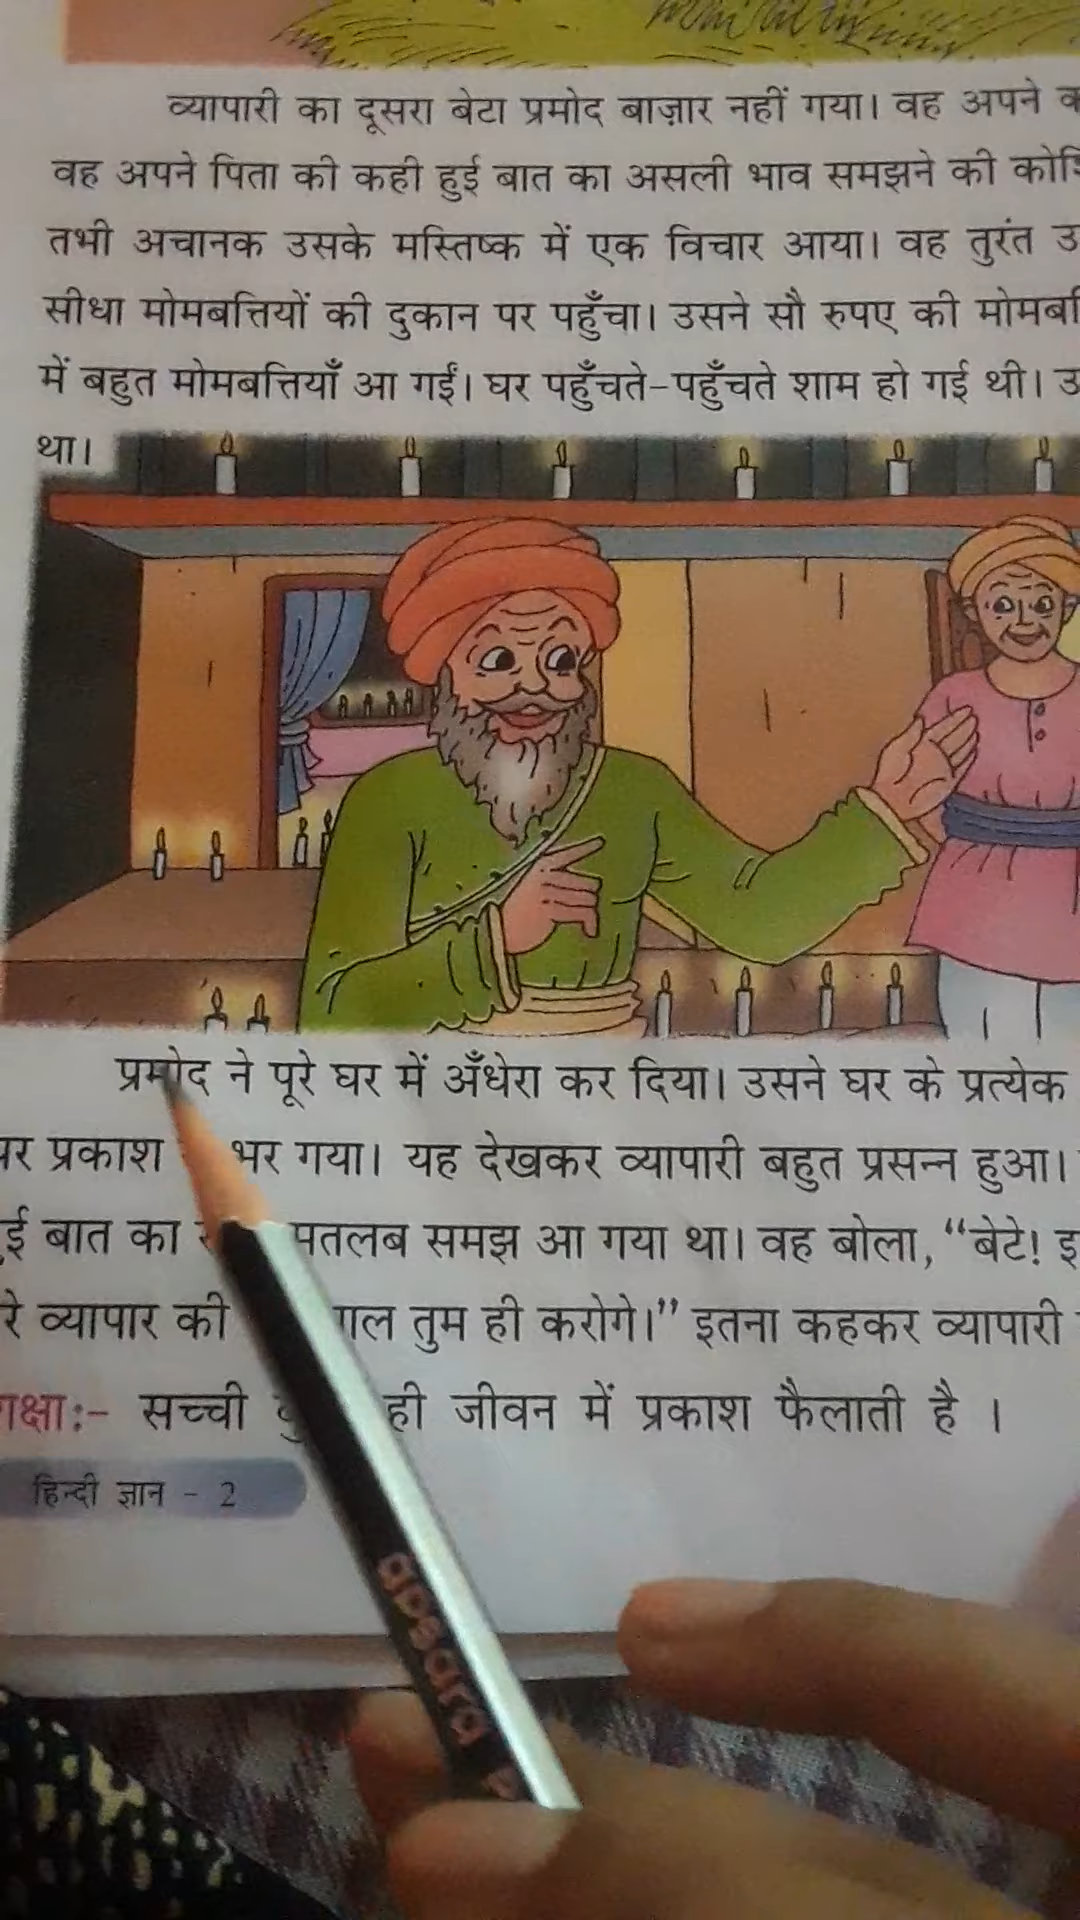 व्यापारी का दूसरा बेटा प्रमोद बाज़ार नहीं गया। वह अपने
वह अपने पिता की कही हुई बात का असली भाव समझने की
तभी अचानक उसके मस्तिष्क में एक विचार आया। वह तुरंत
सीधा मोमबत्तियों की दुकान पर पहुँचा। उसने सौ रुपए की
में बहुत मोमबत्तियाँ आ गईं। घर पहुँचते-पहुँचते शाम हो गई थी।
था।
प्रमोद ने पूरे घर में अँधेरा कर दिया। उसने घर के प्रत्येक
प्रकाश भर गया। यह देखकर व्यापारी बहुत प्रसन्न हुआ।
बात का मतलब समझ आ गया था। वह बोला, “बेटे!
व्यापार की तुम ही करोगे।” इतना कहकर व्यापारी
सच्ची ही जीवन में प्रकाश फैलाती है ।
हिन्दी ज्ञान - 2
apsara